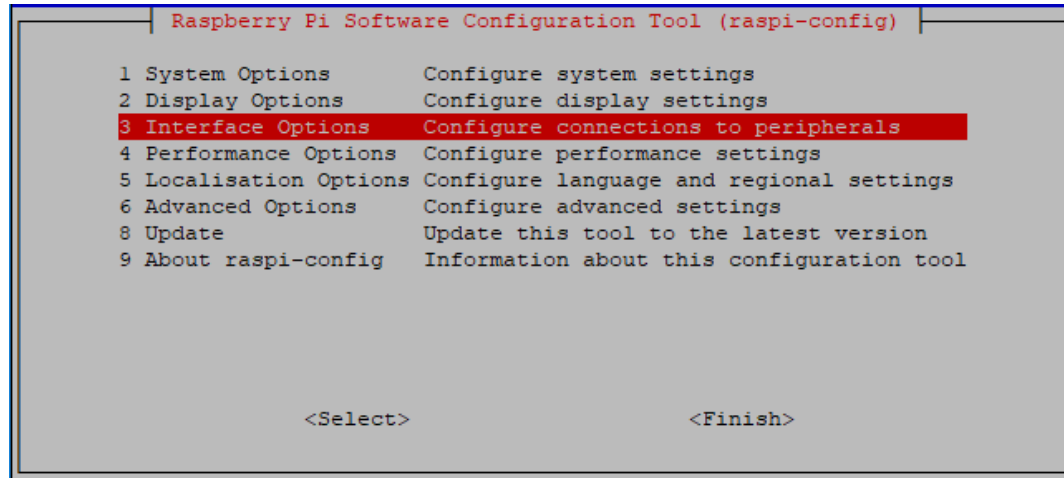 Raspberry Pi Software Configuration Tool (raspi-config)
1 System Options Configure system settings
2 Display Options Configure display settings
3 Interface Options Configure connections to peripherals
4 Performance Options Configure performance settings
5 Localisation Options Configure language and regional settings
6 Advanced Options Configure advanced settings
8 Update Update this tool to the latest version
9 About raspi-config Information about this configuration tool
<Select> <Finish>